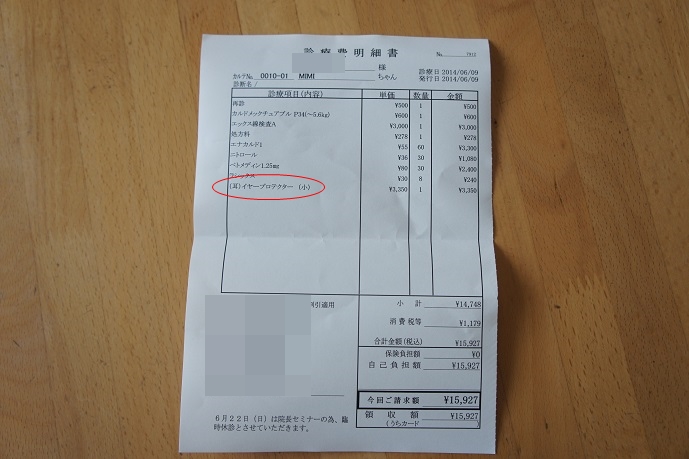 診療費明細書
№
様
カルテ№ 0010-01 MIMI ちゃん
診療日 2014/06/09
診断名/
発行日 2014/06/09
診療項目(内容) 単価 数量 金額
再診 ¥500 1 ¥500
カルドメックチュアブル P34(~5.6kg) ¥600 1 ¥600
エックス線検査A ¥3,000 1 ¥3,000
処方料 ¥278 1 ¥278
エナカルド1 ¥55 60 ¥3,300
ニトロール ¥36 30 ¥1,080
ベトメディン1.25mg ¥80 30 ¥2,400
ラシックス ¥30 8 ¥240
(耳)イヤープロテクター (小) ¥3,350 1 ¥3,350
引適用
小計 ¥14,748
消費税等 ¥1,179
合計金額(税込) ¥15,927
保険負担額 ¥0
自己負担額 ¥15,927
今回ご請求額 ¥15,927
領収額 ¥15,927
(うちカード )
6月22日(日)は院長セミナーの為、臨
時休診とさせていただきます。